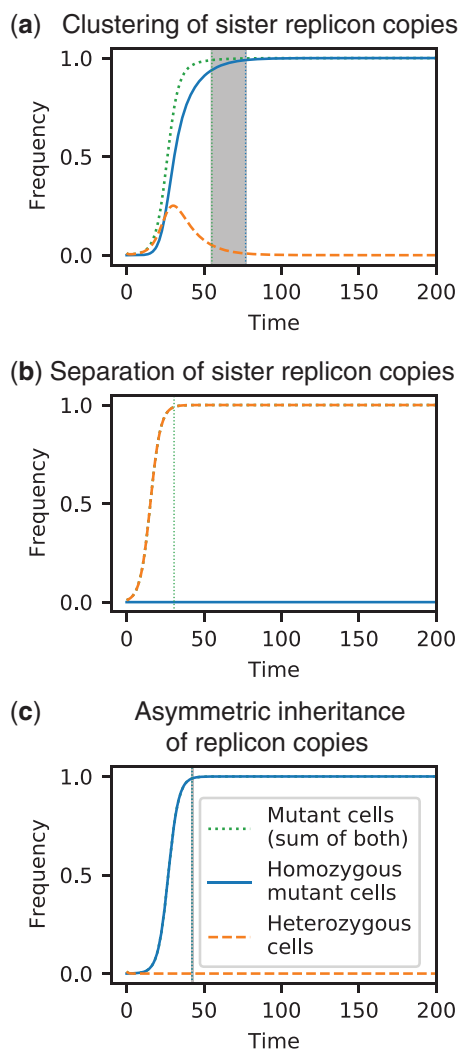 (a) Clustering of sister replicon copies
1.0
0.5
0.0
Frequency
0 50 100 150 200
Time
(b) Separation of sister replicon copies
1.0
0.5
0.0
Frequency
0 50 100 150 200
Time
(c) Asymmetric inheritance
of replicon copies
1.0
0.5
0.0
Frequency
Mutant cells
(sum of both)
Homozygous
mutant cells
Heterozygous
cells
0 50 100 150 200
Time